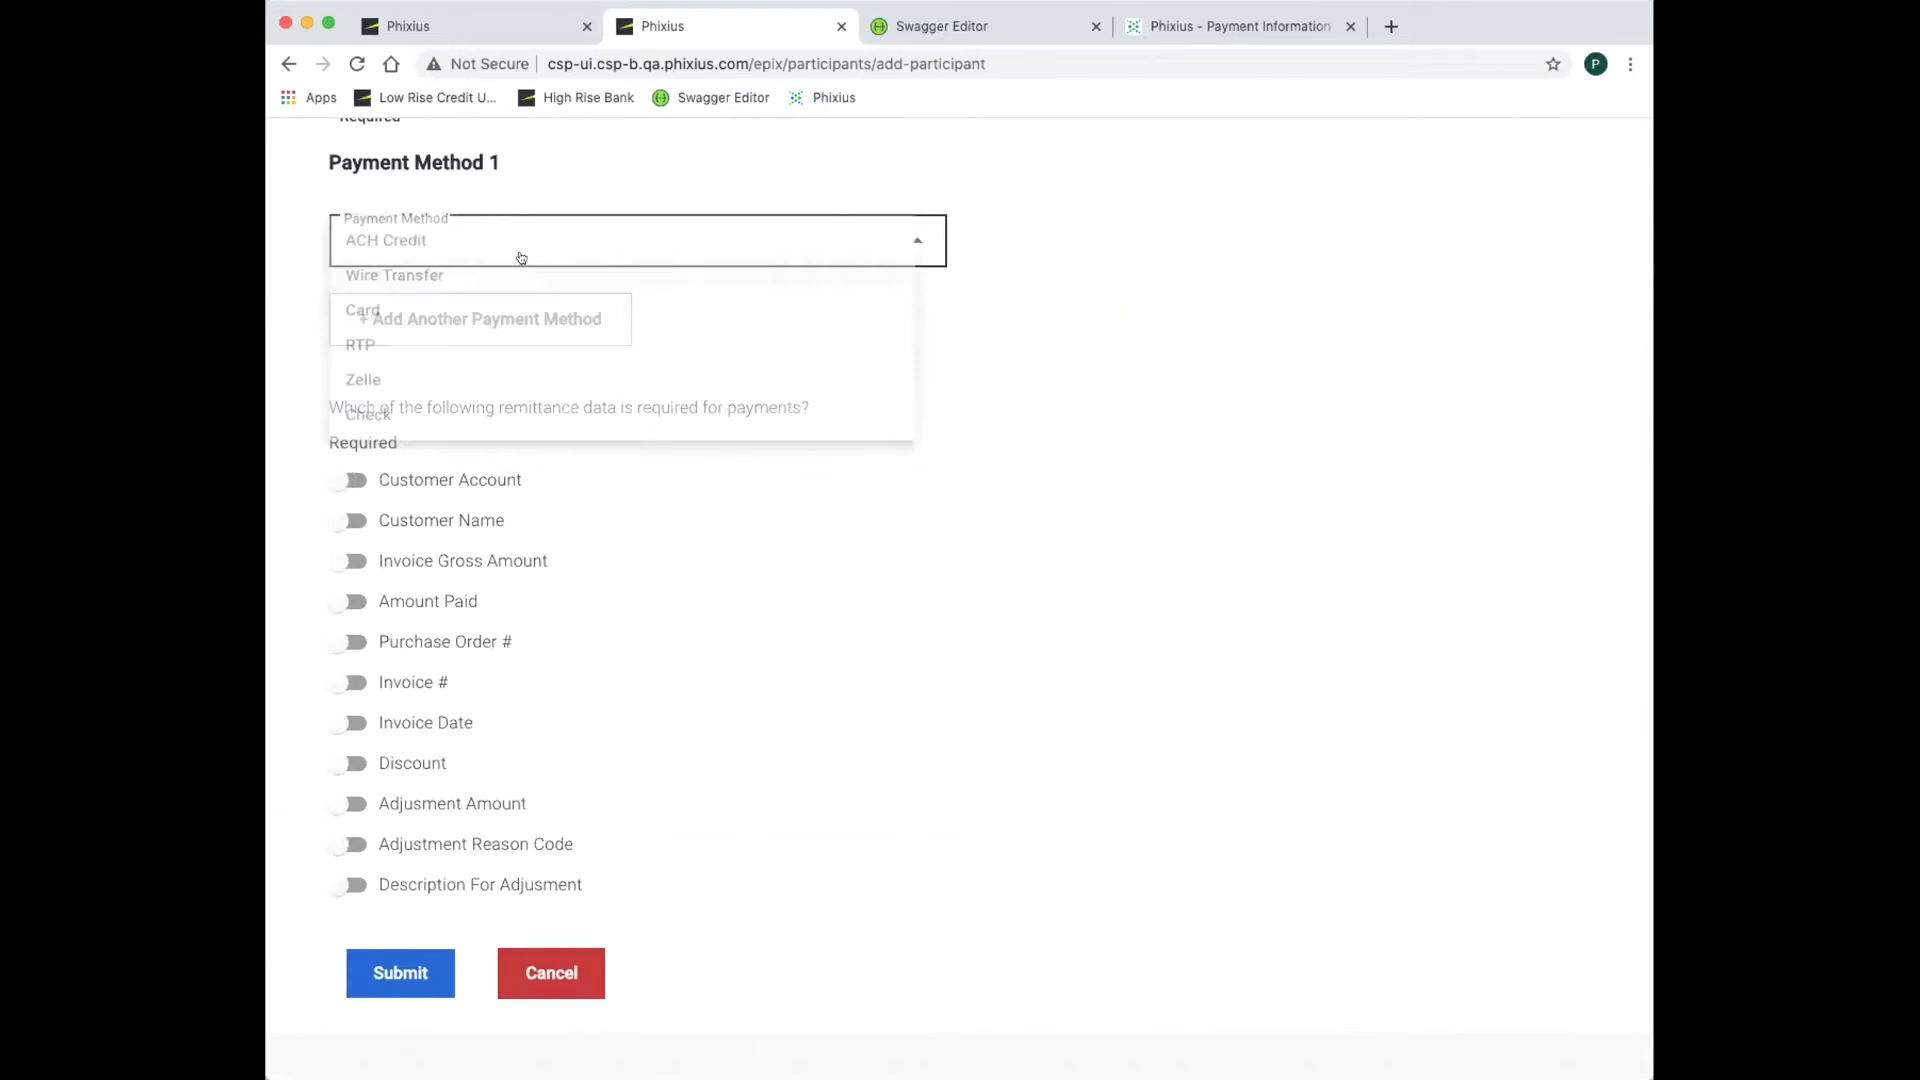 Phixius
Phixius
Swagger Editor
Phixius - Payment Information
Not Secure
csp-ui.csp-b.qa.phixius.com/epix/participants/add-participant
P
Apps
Low Rise Credit U...
High Rise Bank
Swagger Editor
Phixius
Required
Payment Method 1
Payment Method
ACH Credit
Wire Transfer
Card
+ Add Another Payment Method
RTP
Zelle
Which of the following remittance data is required for payments?
Check
Required
Customer Account
Customer Name
Invoice Gross Amount
Amount Paid
Purchase Order #
Invoice #
Invoice Date
Discount
Adjusment Amount
Adjustment Reason Code
Description For Adjusment
Submit
Cancel